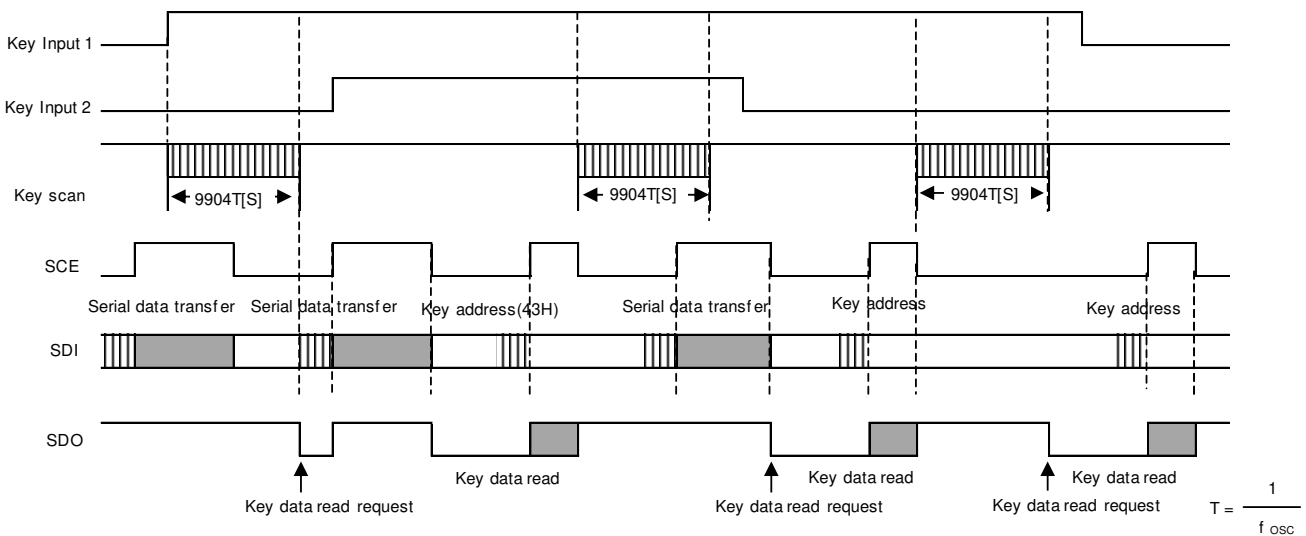 Key Input 1
Key Input 2
Key scan
9904T[S] 9904T[S] 9904T[S]
SCE
Serial data transfer Serial data transfer Key address(43H) Serial data transfer Key address Key address
SDI
SDO
Key data read Key data read Key data read
Key data read request Key data read request Key data read request
T = 1
f OSC